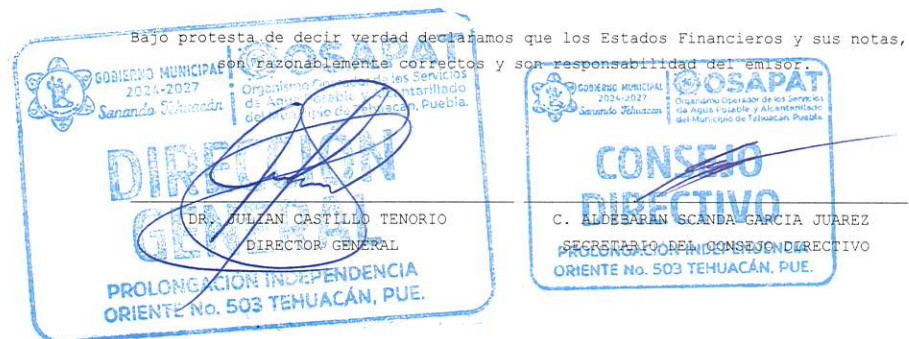 Bajo protesta de decir verdad declaramos que los Estados Financieros y sus notas,
son razonablemente correctos y son responsabilidad del emisor.
GOBIERNO MUNICIPAL
2024-2027
Sanando Tehuacán
OSAPAT
Organismo Operador de los Servicios
de Agua Potable y Alcantarillado
del Municipio de Tehuacán, Puebla.
DIRECCIÓN
GENERAL
DR. JULIAN CASTILLO TENORIO
DIRECTOR GENERAL
PROLONGACIÓN INDEPENDENCIA
ORIENTE No. 503 TEHUACÁN, PUE.
GOBIERNO MUNICIPAL
2024-2027
Sanando Tehuacán
OSAPAT
Organismo Operador de los Servicios
de Agua Potable y Alcantarillado
del Municipio de Tehuacán, Puebla
CONSEJO
DIRECTIVO
C. ALDEBARAN SCANDA GARCIA JUAREZ
SECRETARIO DEL CONSEJO DIRECTIVO
PROLONGACIÓN INDEPENDENCIA
ORIENTE No. 503 TEHUACÁN, PUE.